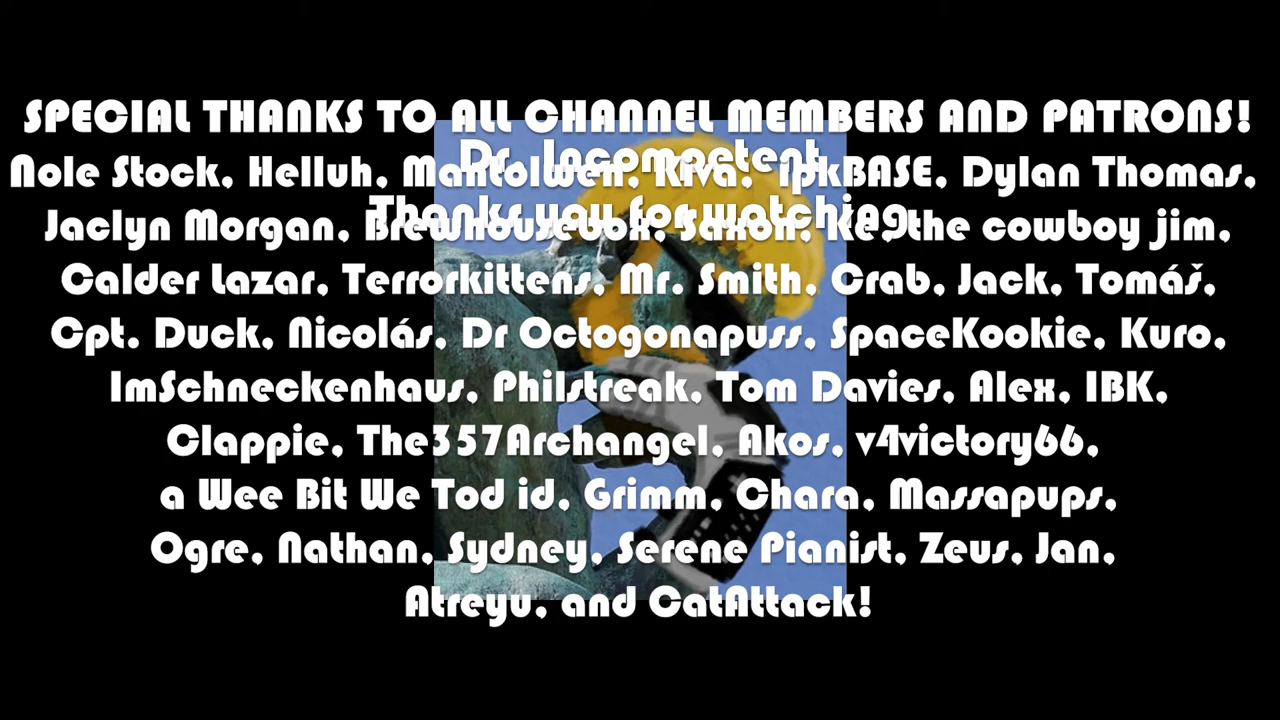 SPECIAL THANKS TO ALL CHANNEL MEMBERS AND PATRONS!
Dr. Incompetent
Nole Stock, Helluh, Mantolwen, Kiva, ipkBASE, Dylan Thomas,
Thanks you for watching
Jaclyn Morgan, Brewhousebox, Saxon, Ke, the cowboy jim,
Calder Lazar, Terrorkittens, Mr. Smith, Crab, Jack, Tomáš,
Cpt. Duck, Nicolás, Dr Octogonapuss, SpaceKookie, Kuro,
ImSchneckenhaus, Philstreak, Tom Davies, Alex, IBK,
Clappie, The357Archangel, Akos, v4victory66,
a Wee Bit We Tod id, Grimm, Chara, Massapups,
Ogre, Nathan, Sydney, Serene Pianist, Zeus, Jan,
Atreyu, and CatAttack!